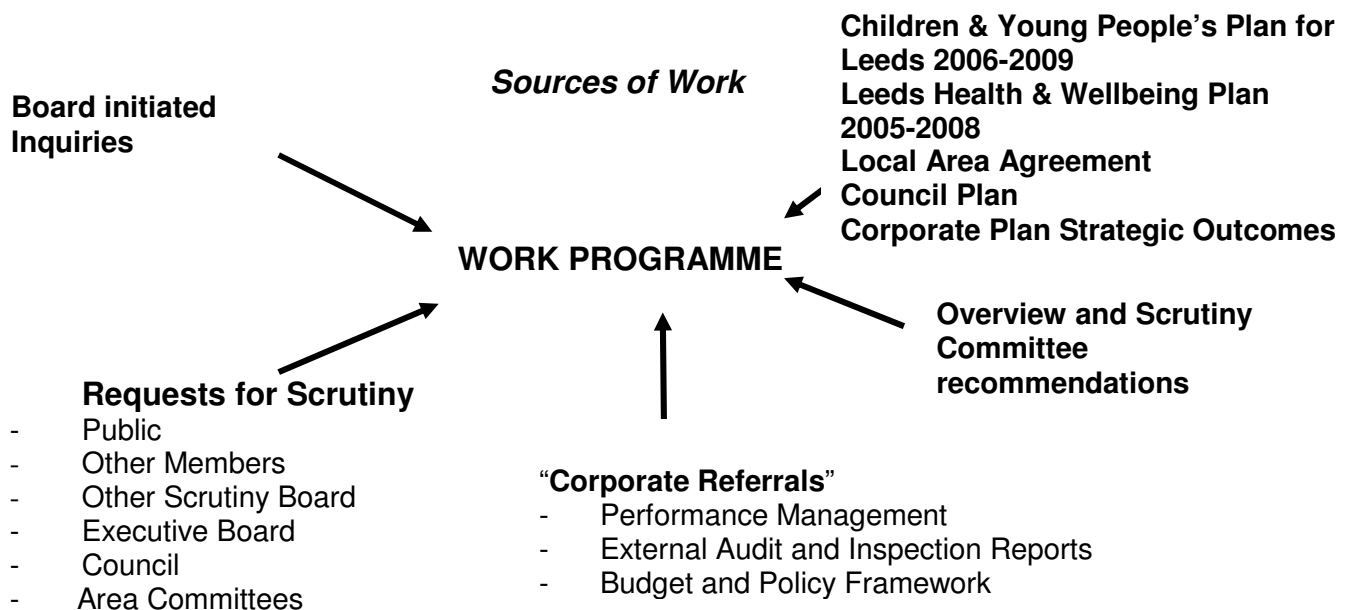 Sources of Work
Board initiated
Inquiries
Children & Young People's Plan for
Leeds 2006-2009
Leeds Health & Wellbeing Plan
2005-2008
Local Area Agreement
Council Plan
Corporate Plan Strategic Outcomes
WORK PROGRAMME
Overview and Scrutiny
Committee
recommendations
Requests for Scrutiny
- Public
- Other Members
- Other Scrutiny Board
- Executive Board
- Council
- Area Committees
“Corporate Referrals”
- Performance Management
- External Audit and Inspection Reports
- Budget and Policy Framework